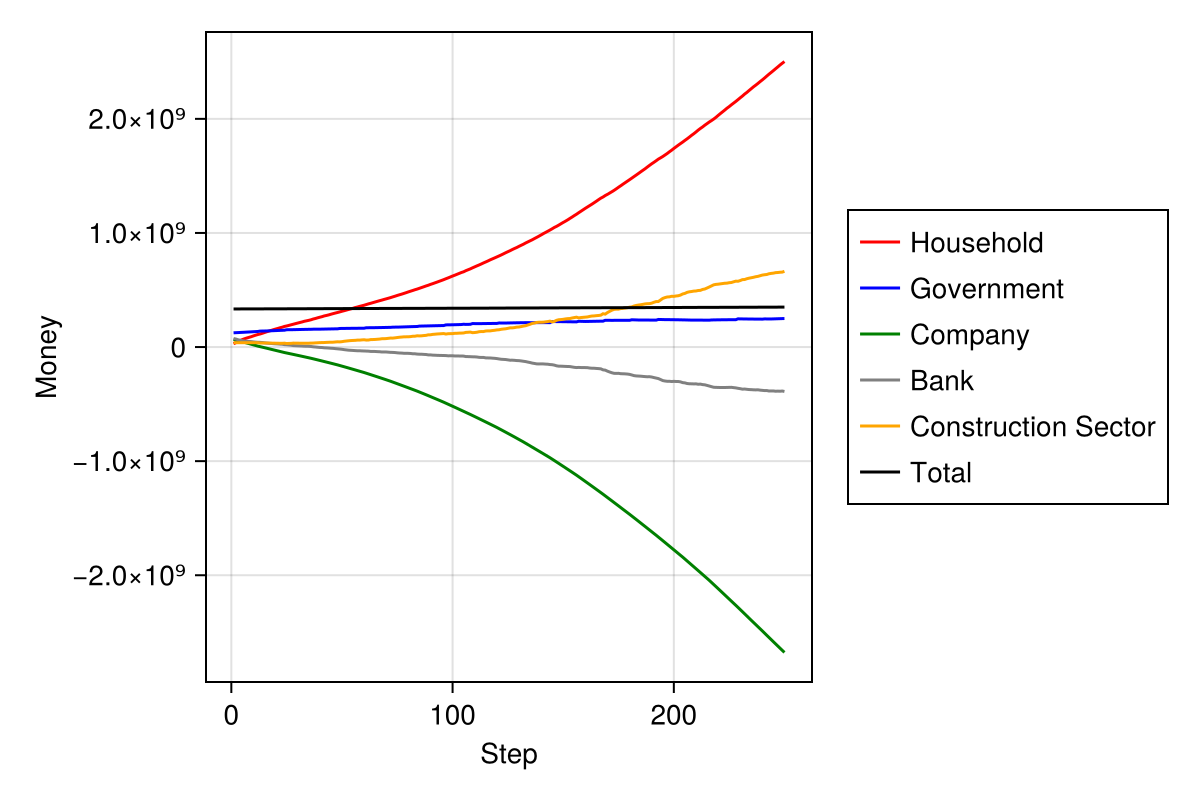 2.0×10⁹
1.0×10⁹
0
−1.0×10⁹
−2.0×10⁹
Money
0 100 200
Step
Household
Government
Company
Bank
Construction Sector
Total